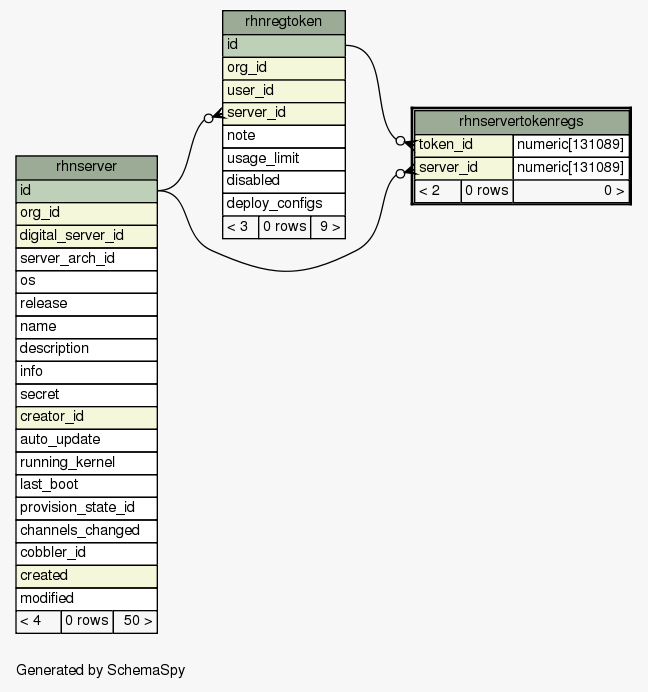 rhnregtoken
id
org_id
user_id
server_id
note
usage_limit
disabled
deploy_configs
< 3 0 rows 9 >
rhnservertokenregs
token_id numeric[131089]
server_id numeric[131089]
< 2 0 rows 0 >
rhnserver
id
org_id
digital_server_id
server_arch_id
os
release
name
description
info
secret
creator_id
auto_update
running_kernel
last_boot
provision_state_id
channels_changed
cobbler_id
created
modified
< 4 0 rows 50 >
Generated by SchemaSpy